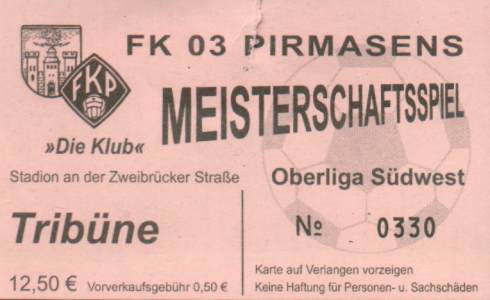 FK 03 PIRMASENS
FKP
MEISTERSCHAFTSSPIEL
»Die Klub«
Stadion an der Zweibrücker Straße
Oberliga Südwest
Tribüne
№ 0330
12,50 € Vorverkaufsgebühr 0,50 €
Karte auf Verlangen vorzeigen
Keine Haftung für Personen- u. Sachschäden